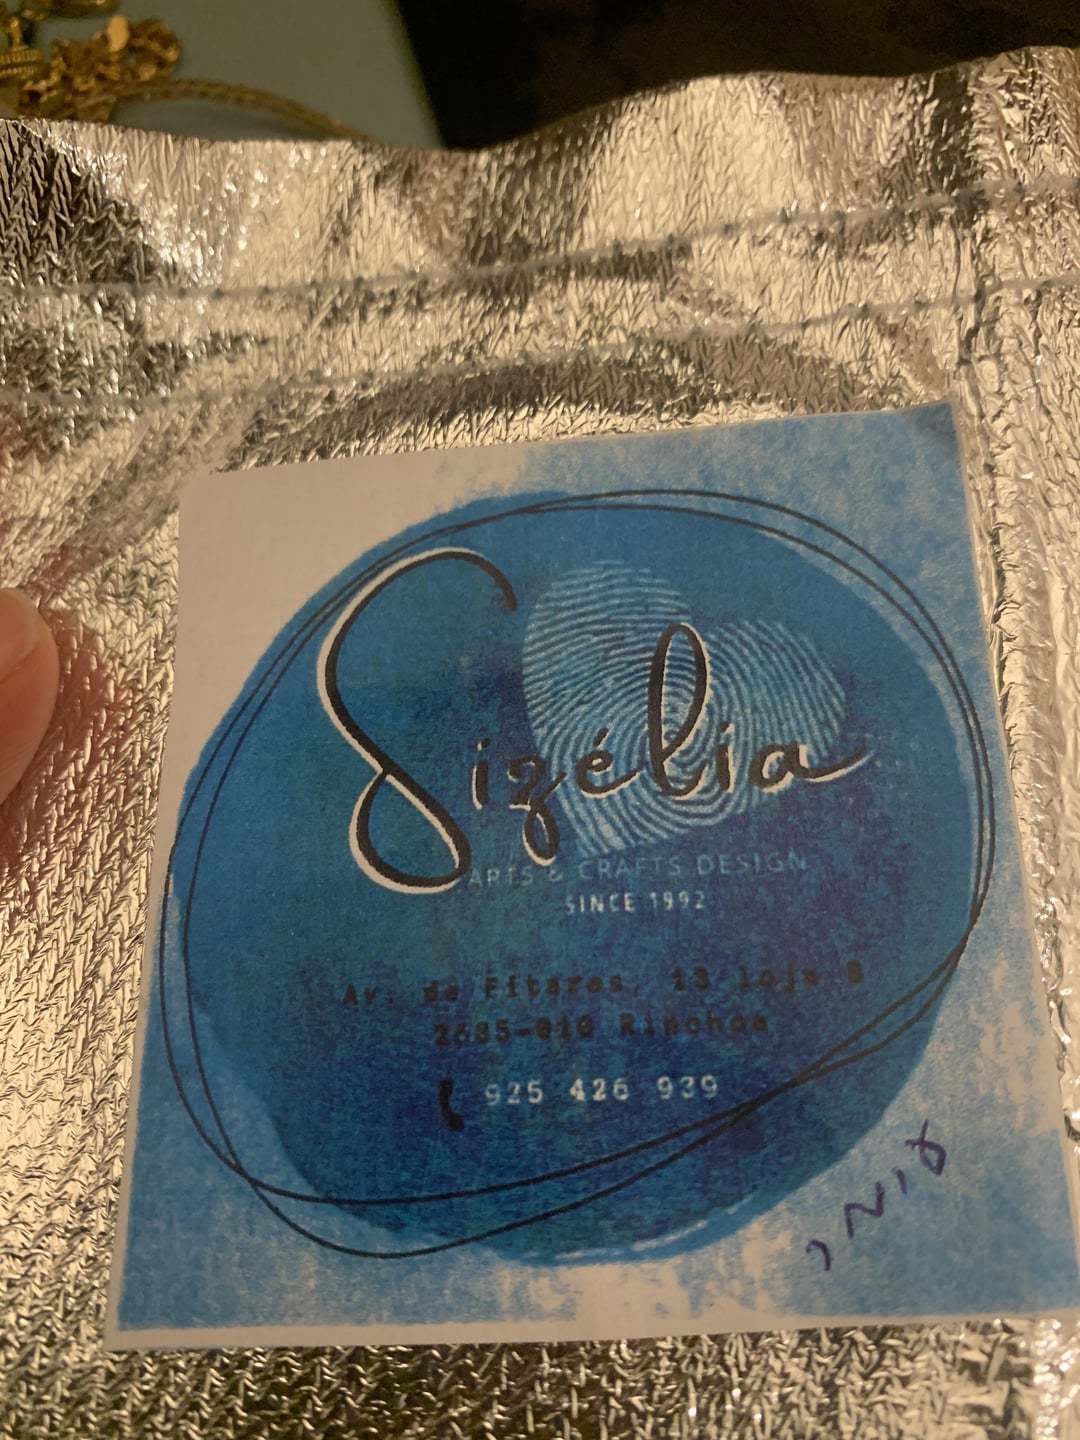 Sizélia
ARTS & CRAFTS DESIGN
SINCE 1992
Av. de Fitares, 13 loja B
2635-010 Rinchoa
925 426 939